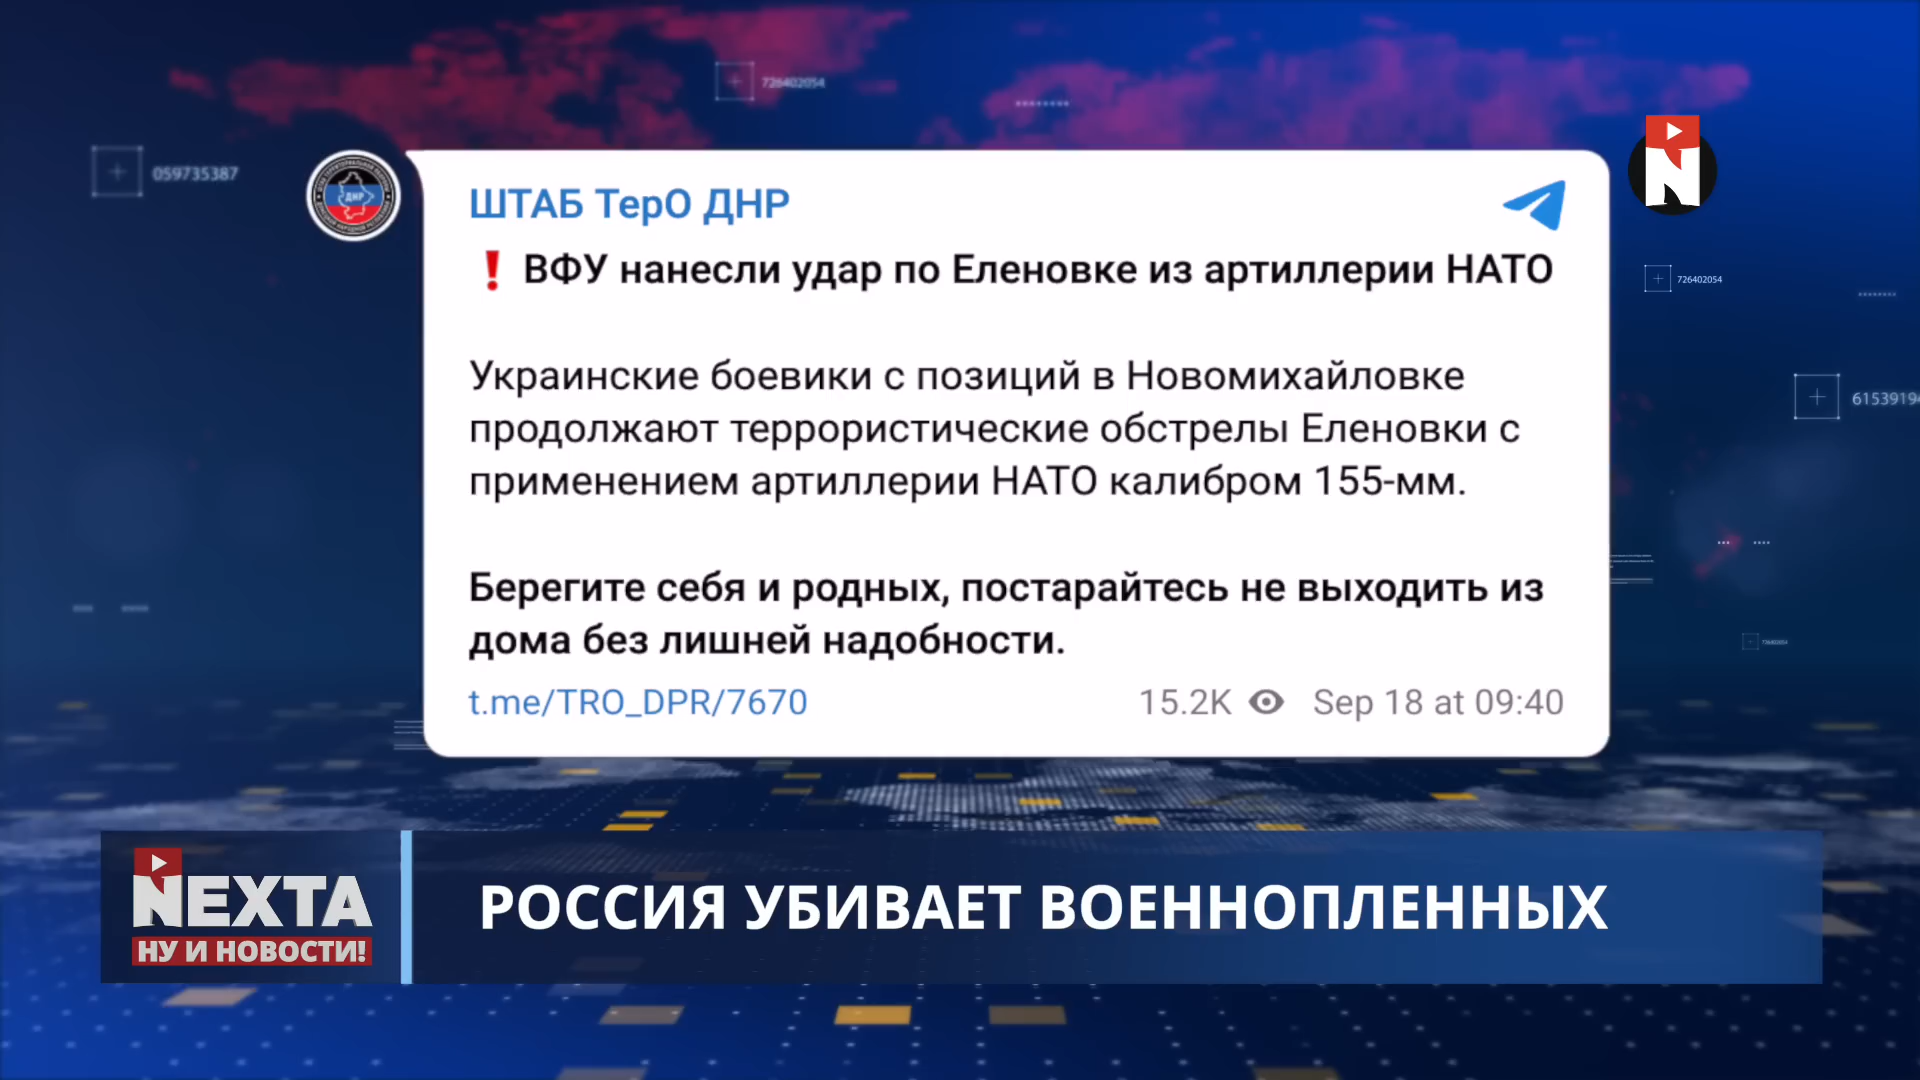 726402054
059735387
ДНР
ШТАБ ТерО ДНР
❗ ВФУ нанесли удар по Еленовке из артиллерии НАТО
726402054
Украинские боевики с позиций в Новомихайловке
продолжают террористические обстрелы Еленовки с
применением артиллерии НАТО калибром 155-мм.
6153919
Берегите себя и родных, постарайтесь не выходить из
дома без лишней надобности.
t.me/TRO_DPR/7670 15.2K Sep 18 at 09:40
NEXTA
НУ И НОВОСТИ!
РОССИЯ УБИВАЕТ ВОЕННОПЛЕННЫХ